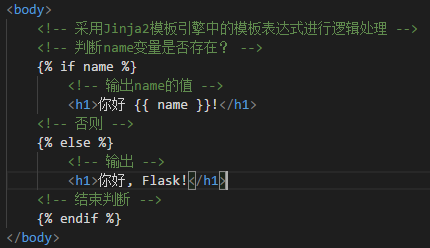 <body>
<!-- 采用Jinja2模板引擎中的模板表达式进行逻辑处理 -->
<!-- 判断name变量是否存在？ -->
{% if name %}
<!-- 输出name的值 -->
<h1>你好 {{ name }}!</h1>
<!-- 否则 -->
{% else %}
<!-- 输出 -->
<h1>你好, Flask!</h1>
<!-- 结束判断 -->
{% endif %}
</body>